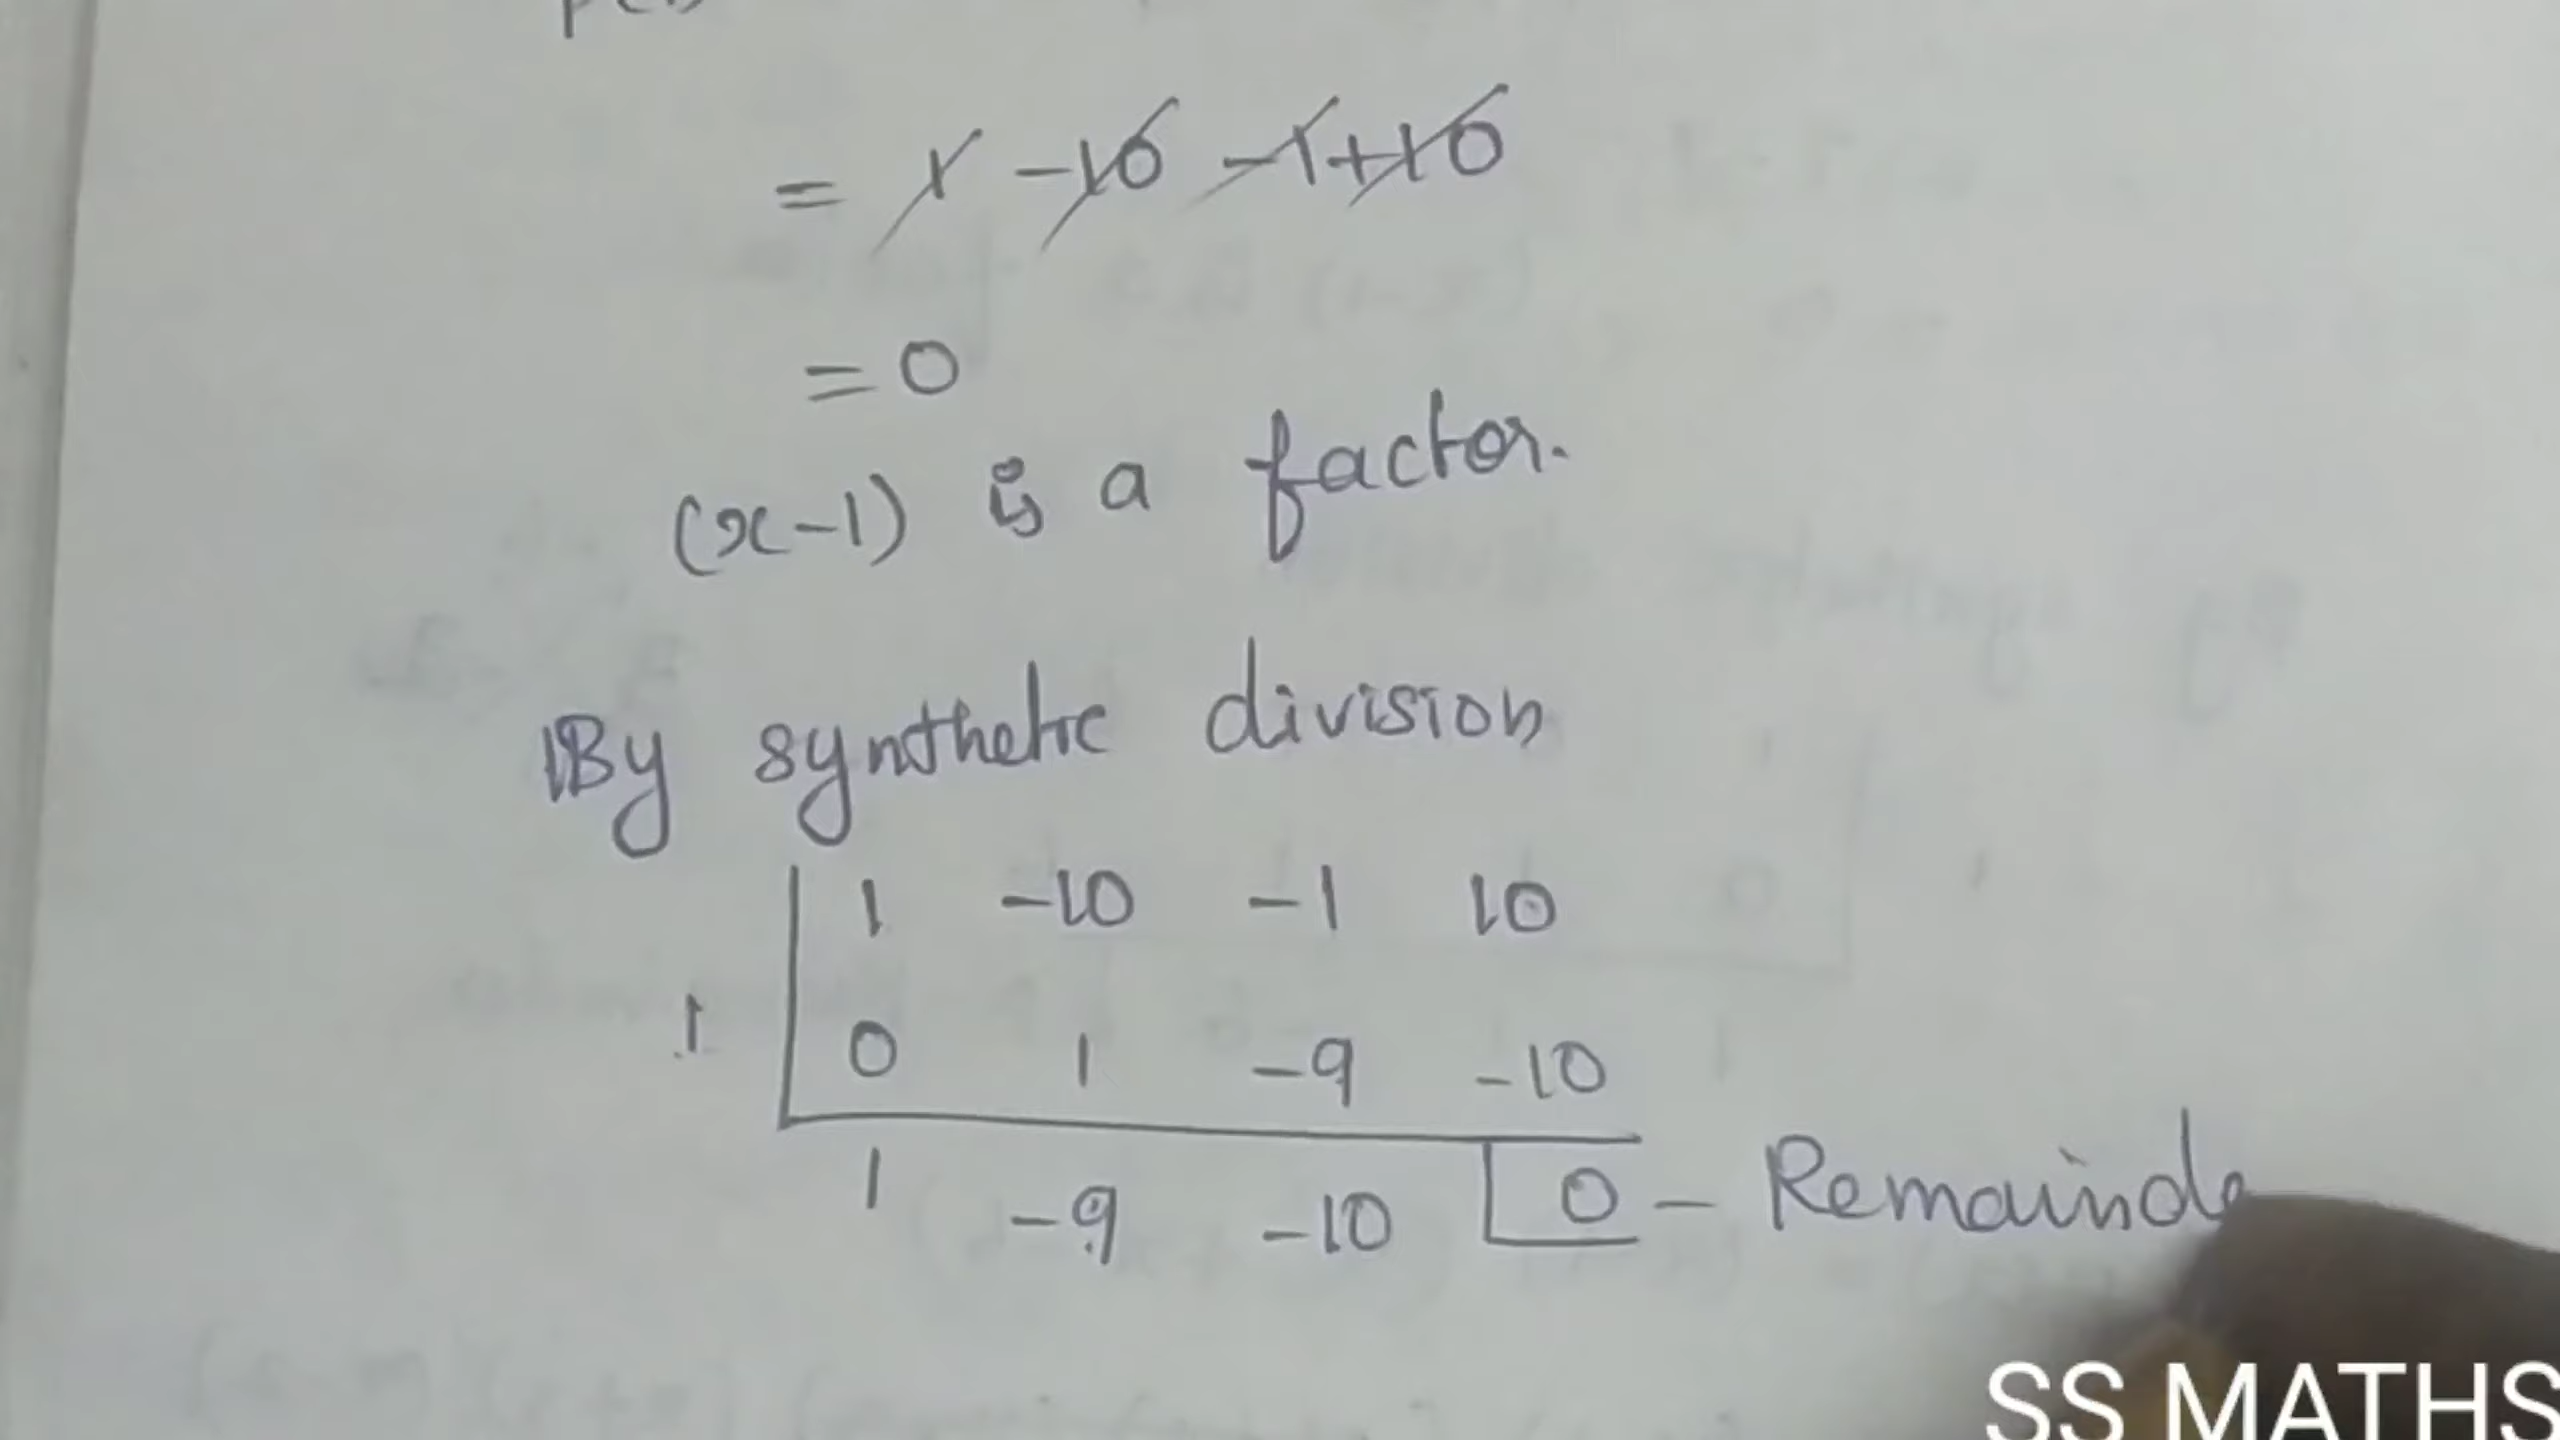 = 1 -10 -1+10
= 0
(x-1) is a factor.
By synthetic division
1 -10 -1 10
1
0 1 -9 -10
1 -9 -10 0 - Remainde
SS MATHS